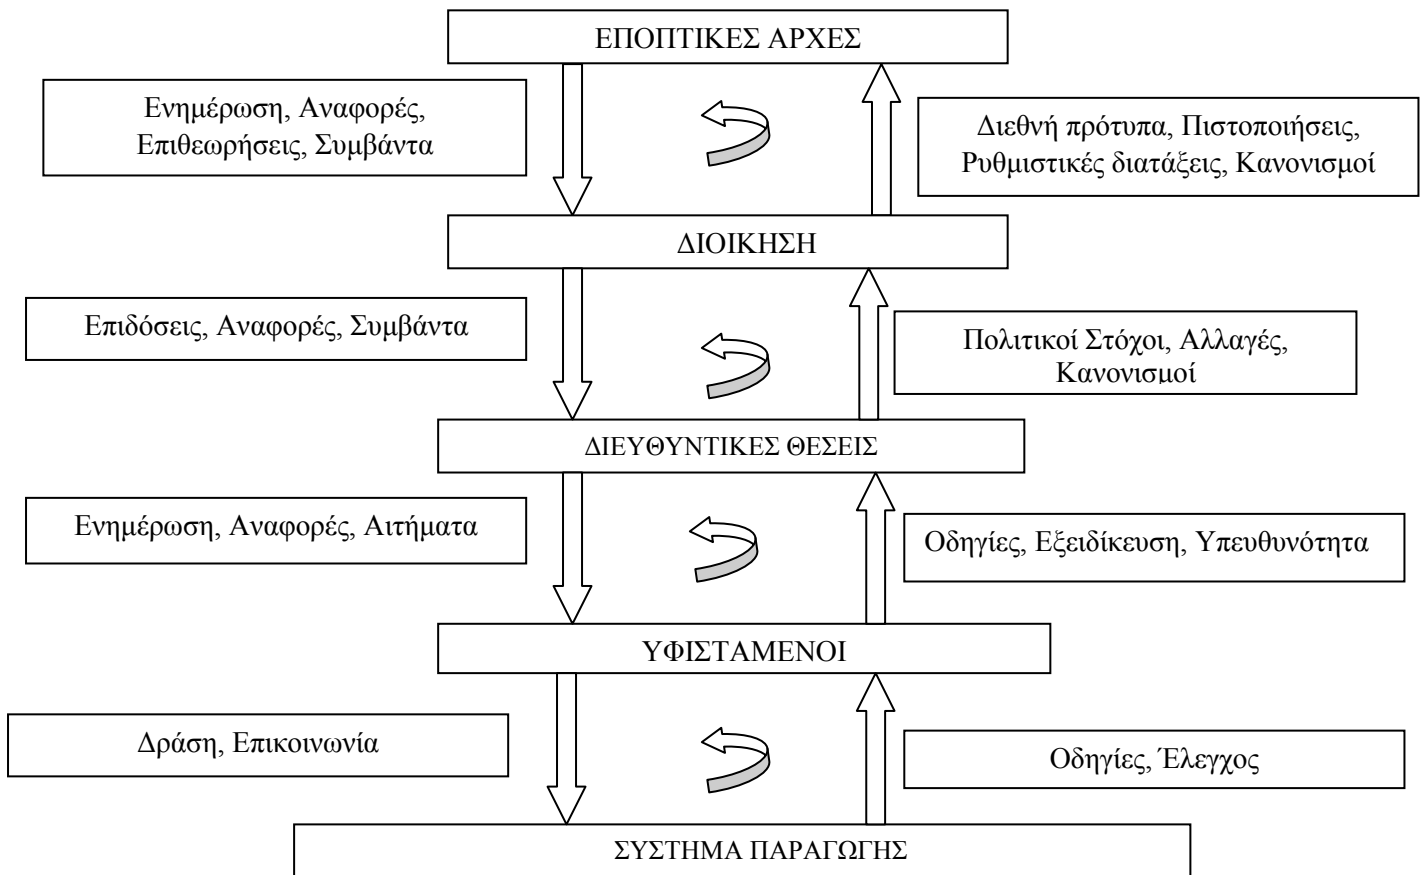 ΕΠΟΠΤΙΚΕΣ ΑΡΧΕΣ
Ενημέρωση, Αναφορές,
Επιθεωρήσεις, Συμβάντα
Διεθνή πρότυπα, Πιστοποιήσεις,
Ρυθμιστικές διατάξεις, Κανονισμοί
ΔΙΟΙΚΗΣΗ
Επιδόσεις, Αναφορές, Συμβάντα
Πολιτικοί Στόχοι, Αλλαγές,
Κανονισμοί
ΔΙΕΥΘΥΝΤΙΚΕΣ ΘΕΣΕΙΣ
Ενημέρωση, Αναφορές, Αιτήματα
Οδηγίες, Εξειδίκευση, Υπευθυνότητα
ΥΦΙΣΤΑΜΕΝΟΙ
Δράση, Επικοινωνία
Οδηγίες, Έλεγχος
ΣΥΣΤΗΜΑ ΠΑΡΑΓΩΓΗΣ